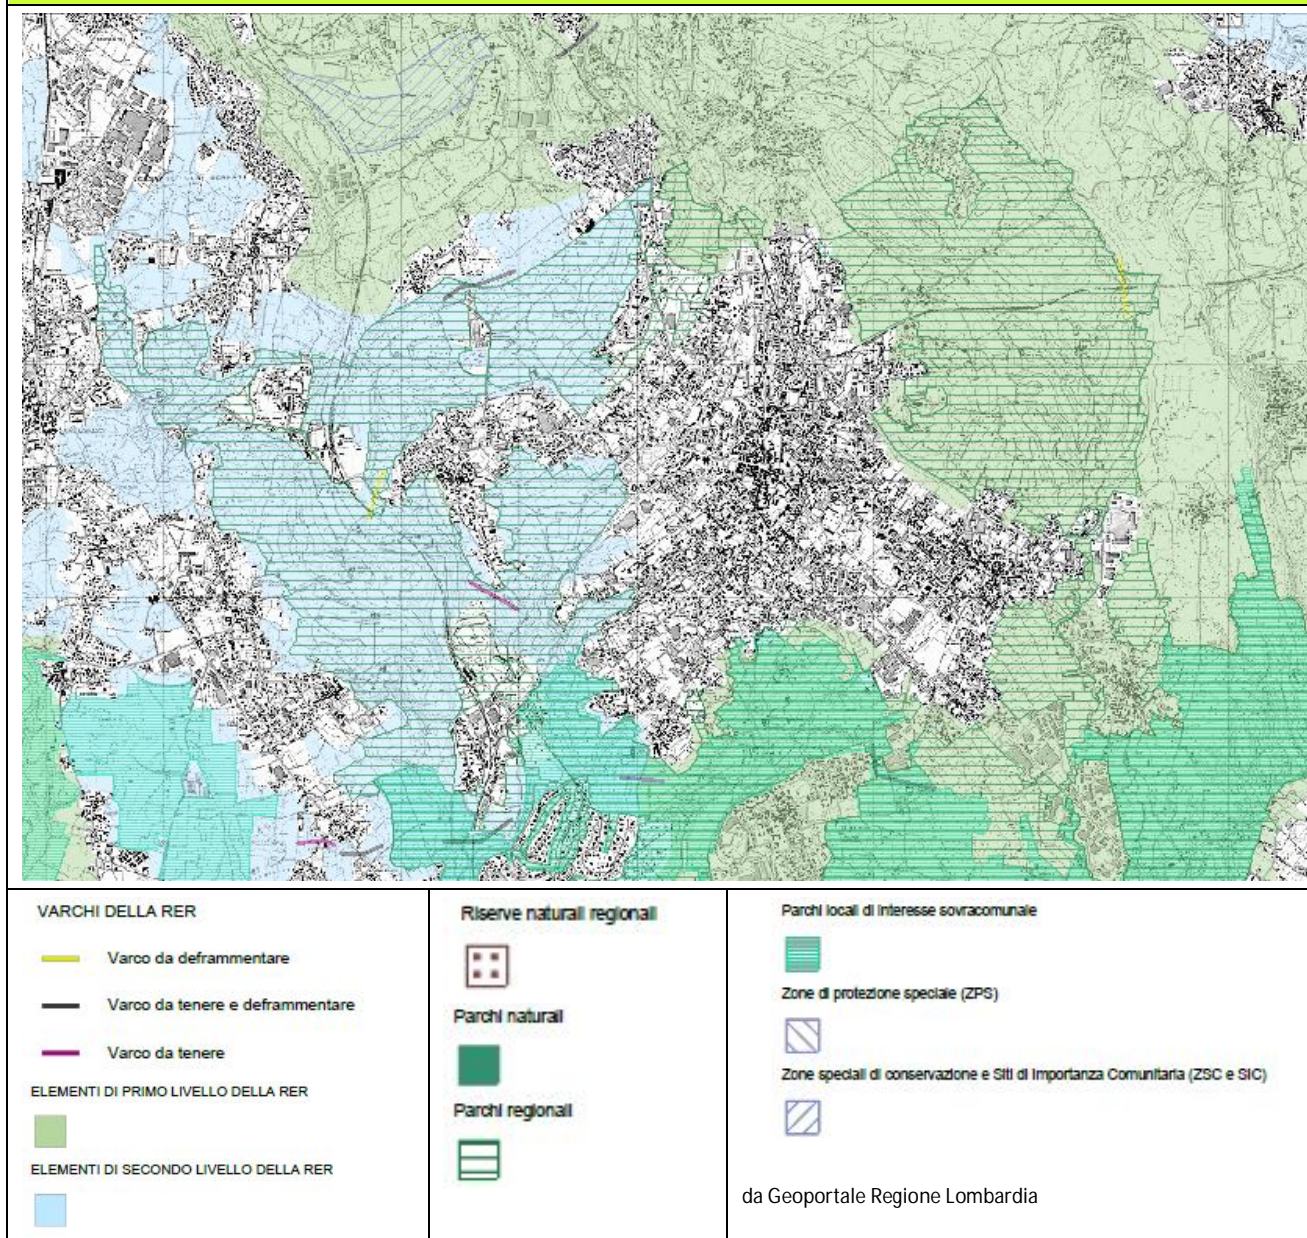 VARCHI DELLA RER
Varco da deframmentare
Varco da tenere e deframmentare
Varco da tenere
ELEMENTI DI PRIMO LIVELLO DELLA RER
ELEMENTI DI SECONDO LIVELLO DELLA RER
Riserve naturali regionali
Parchi naturali
Parchi regionali
Parchi locali di interesse sovracomunale
Zone di protezione speciale (ZPS)
Zone speciali di conservazione e Siti di Importanza Comunitaria (ZSC e SIC)
da Geoportale Regione Lombardia